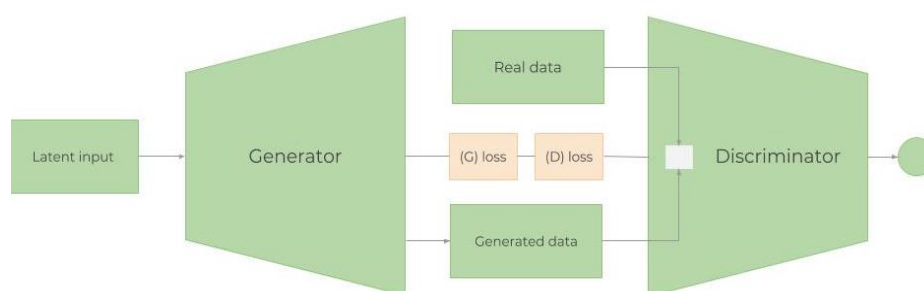 Latent input
Generator
Real data
(G) loss
(D) loss
Generated data
Discriminator